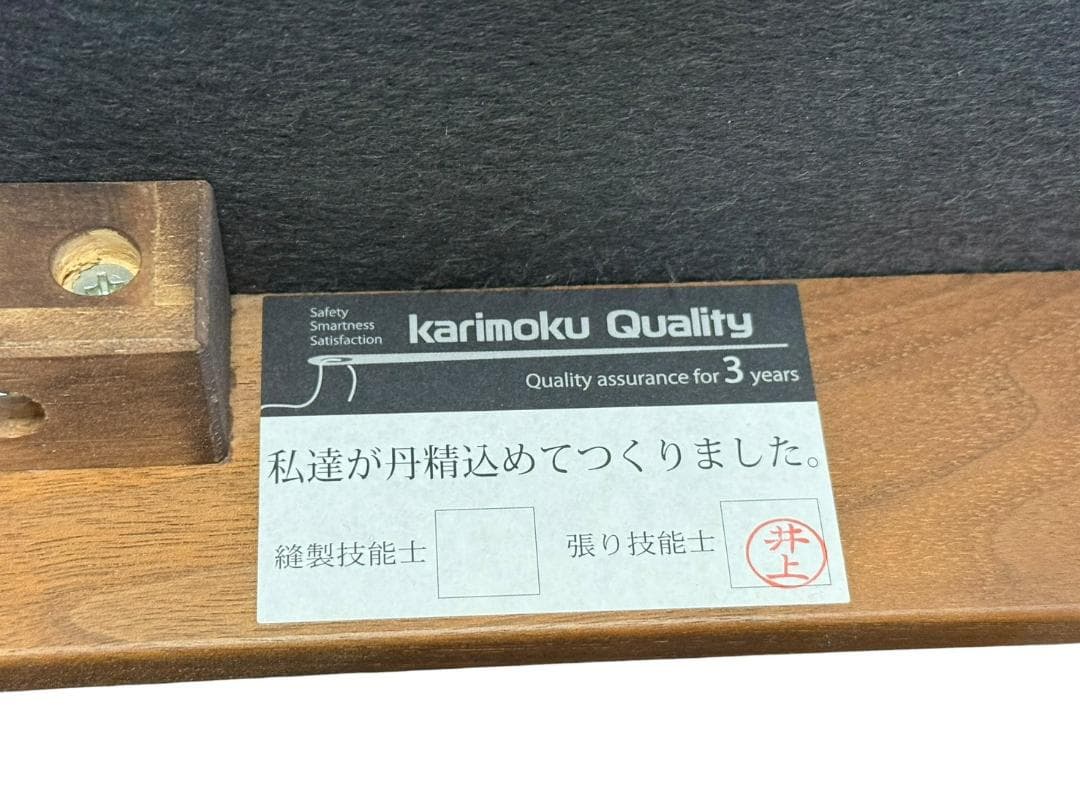 Safety
Smartness
Satisfaction
karimoku Quality
Quality assurance for 3 years
私達が丹精込めてつくりました。
縫製技能士
張り技能士
井上